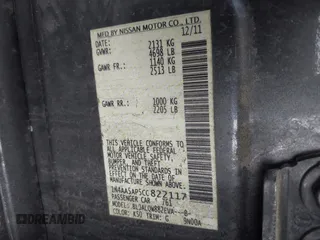 MFD BY NISSAN MOTOR CO., LTD.
12/11
DATE: 2131 KG
GVWR: 4698 LB
GAWR FR.: 1140 KG
2513 LB
GAWR RR.: 1000 KG
2205 LB
THIS VEHICLE CONFORMS TO ALL APPLICABLE
FEDERAL MOTOR VEHICLE SAFETY, BUMPER, AND
THEFT PREVENTION STANDARDS IN EFFECT ON
THE DATE OF MANUFACTURE SHOWN ABOVE.
1N4AA5AP5CC827117
PASSENGER CAR
COLOR: TRIM: G